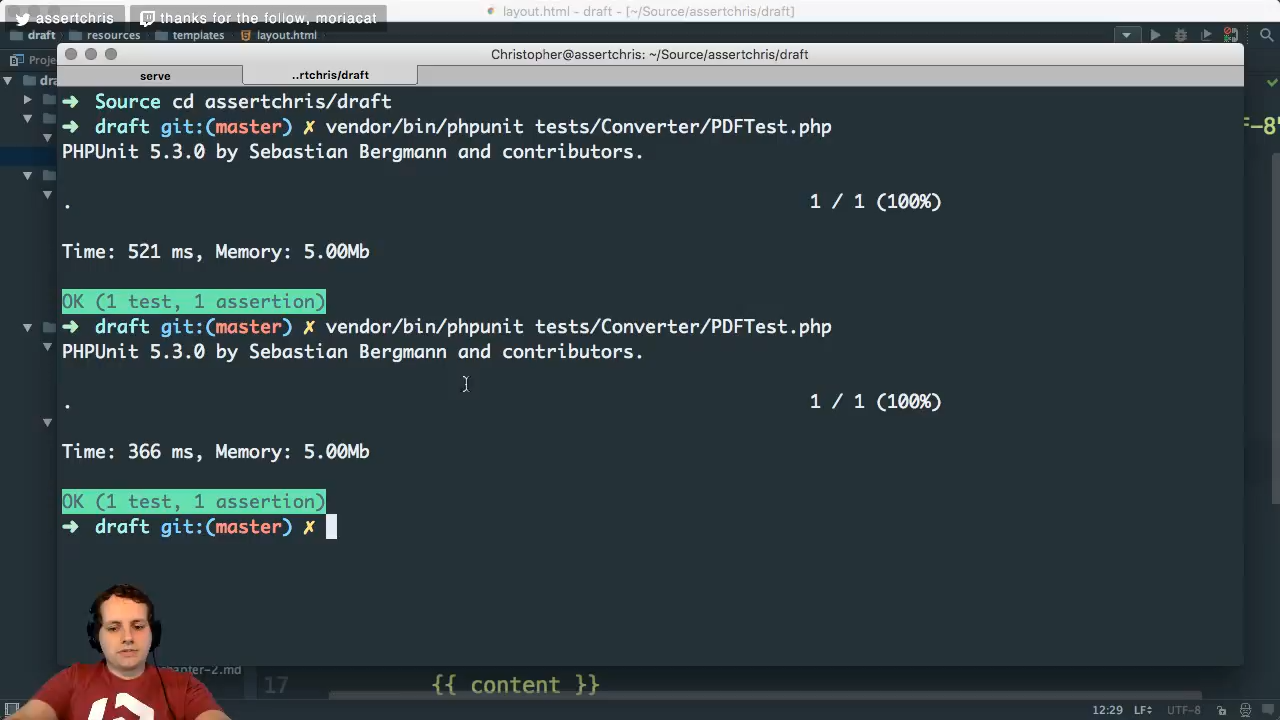 assertchris
thanks for the follow, moriacat
layout.html - draft - [~/Source/assertchris/draft]
draft
resources
templates
layout.html
Proje
Christopher@assertchris: ~/Source/assertchris/draft
serve
..rtchris/draft
➜ Source cd assertchris/draft
➜ draft git:(master) ✗ vendor/bin/phpunit tests/Converter/PDFTest.php
PHPUnit 5.3.0 by Sebastian Bergmann and contributors.
. 1 / 1 (100%)
Time: 521 ms, Memory: 5.00Mb
OK (1 test, 1 assertion)
➜ draft git:(master) ✗ vendor/bin/phpunit tests/Converter/PDFTest.php
PHPUnit 5.3.0 by Sebastian Bergmann and contributors.
. 1 / 1 (100%)
Time: 366 ms, Memory: 5.00Mb
OK (1 test, 1 assertion)
➜ draft git:(master) ✗
17 {{ content }}
12:29 LF UTF-8